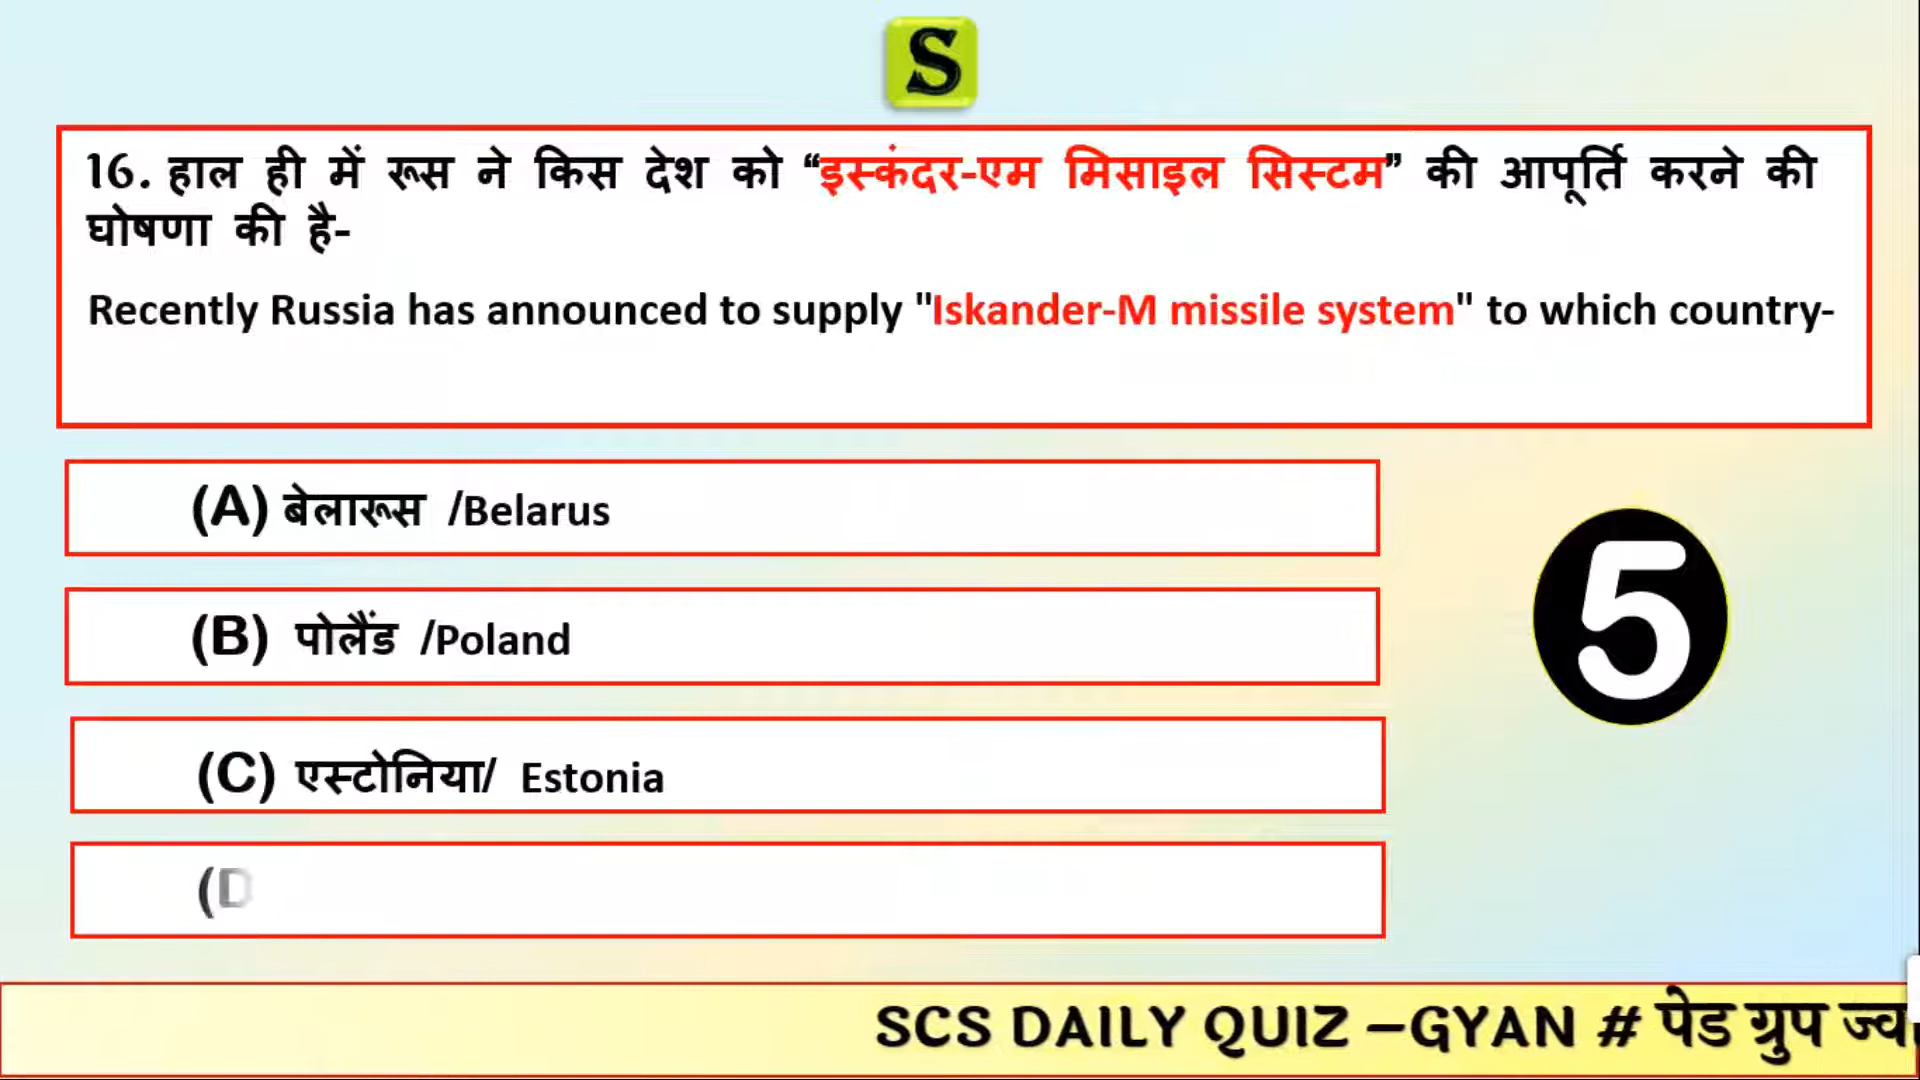 S
16. हाल ही में रूस ने किस देश को “इस्कंदर-एम मिसाइल सिस्टम” की आपूर्ति करने की
घोषणा की है-
Recently Russia has announced to supply "Iskander-M missile system" to which country-
(A) बेलारूस /Belarus
(B) पोलैंड /Poland
5
(C) एस्टोनिया/ Estonia
(D
SCS DAILY QUIZ –GYAN # पेड ग्रुप